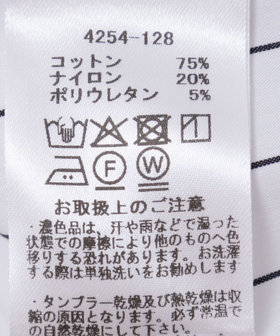 4254-128
コットン 75%
ナイロン 20%
ポリウレタン 5%
F W
お取扱上のご注意
・濃色品は、汗や雨などで湿った
状態での摩擦により他のものへ色
移りする恐れがあります。お洗濯
する際は単独洗いをお勧めします
・タンブラー乾燥及び熱乾燥は収
縮の原因となります。必ず常温で
の自然乾燥にして下さい。